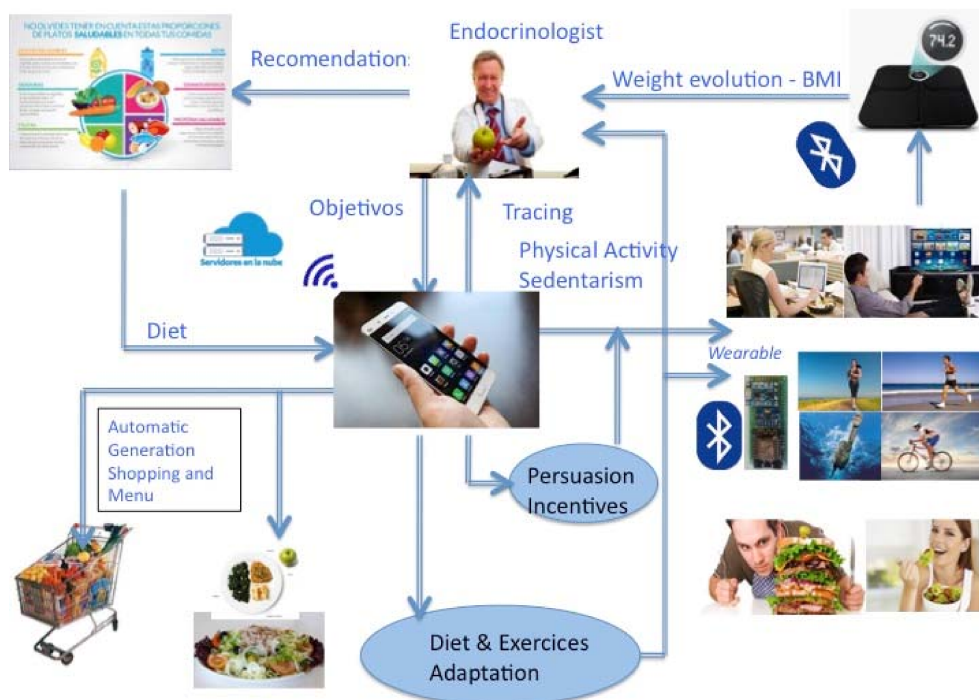 NO OLVIDES TENER EN CUENTA ESTAS PROPORCIONES
DE PLATOS SALUDABLES EN TODAS TUS COMIDAS
Endocrinologist
Recomendation:
74.2
Weight evolution - BMI
Objetivos
Tracing
Servidores en la nube
Physical Activity
Sedentarism
Diet
Wearable
Automatic
Generation
Shopping and
Menu
Persuasion
Incentives
Diet & Exercices
Adaptation